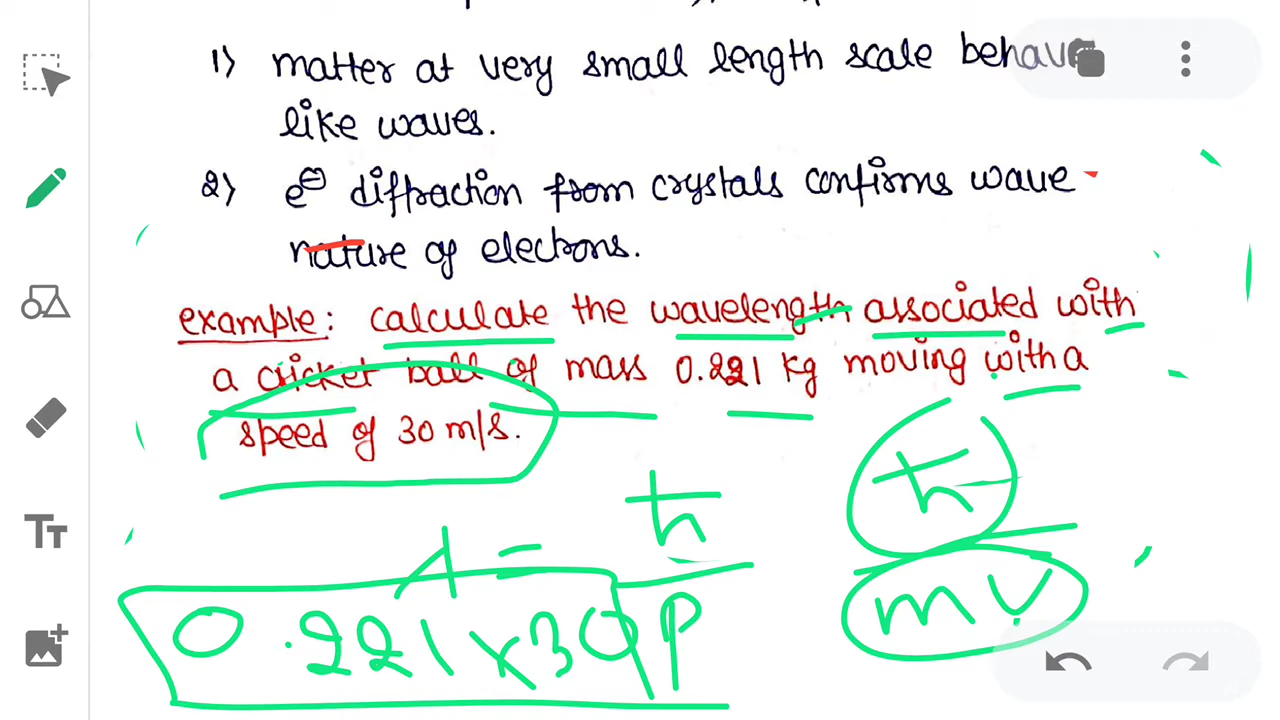 1) matter at very small length scale behave
like waves.
2) e⊖ diffraction from crystals confirms wave
nature of electrons.
example: calculate the wavelength associated with
a cricket ball of mass 0.221 kg moving with a
speed of 30 m/s.
λ = ħ / p ħ / mv
0.221 x 30
Tt